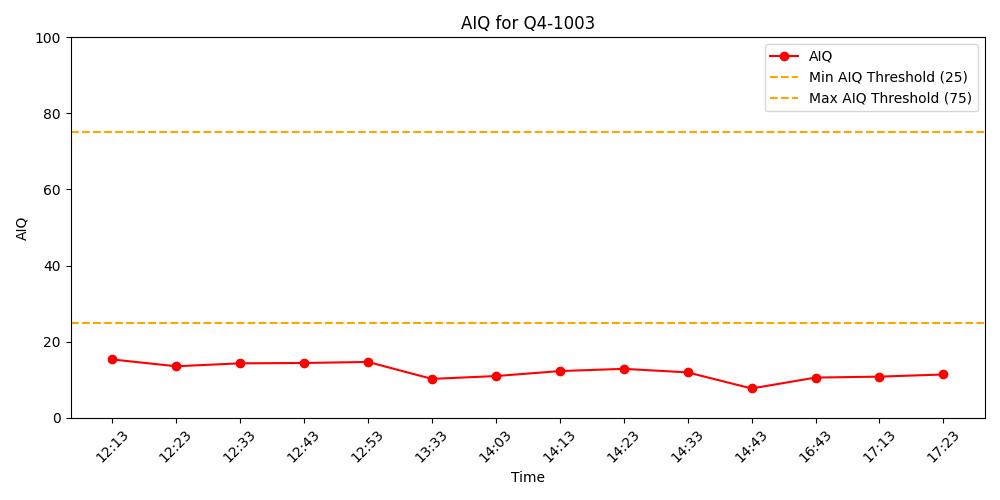 AIQ for Q4-1003
AIQ
Min AIQ Threshold (25)
Max AIQ Threshold (75)
100
80
60
40
20
0
AIQ
12:13 12:23 12:33 12:43 12:53 13:33 14:03 14:13 14:23 14:33 14:43 16:43 17:13 17:23
Time